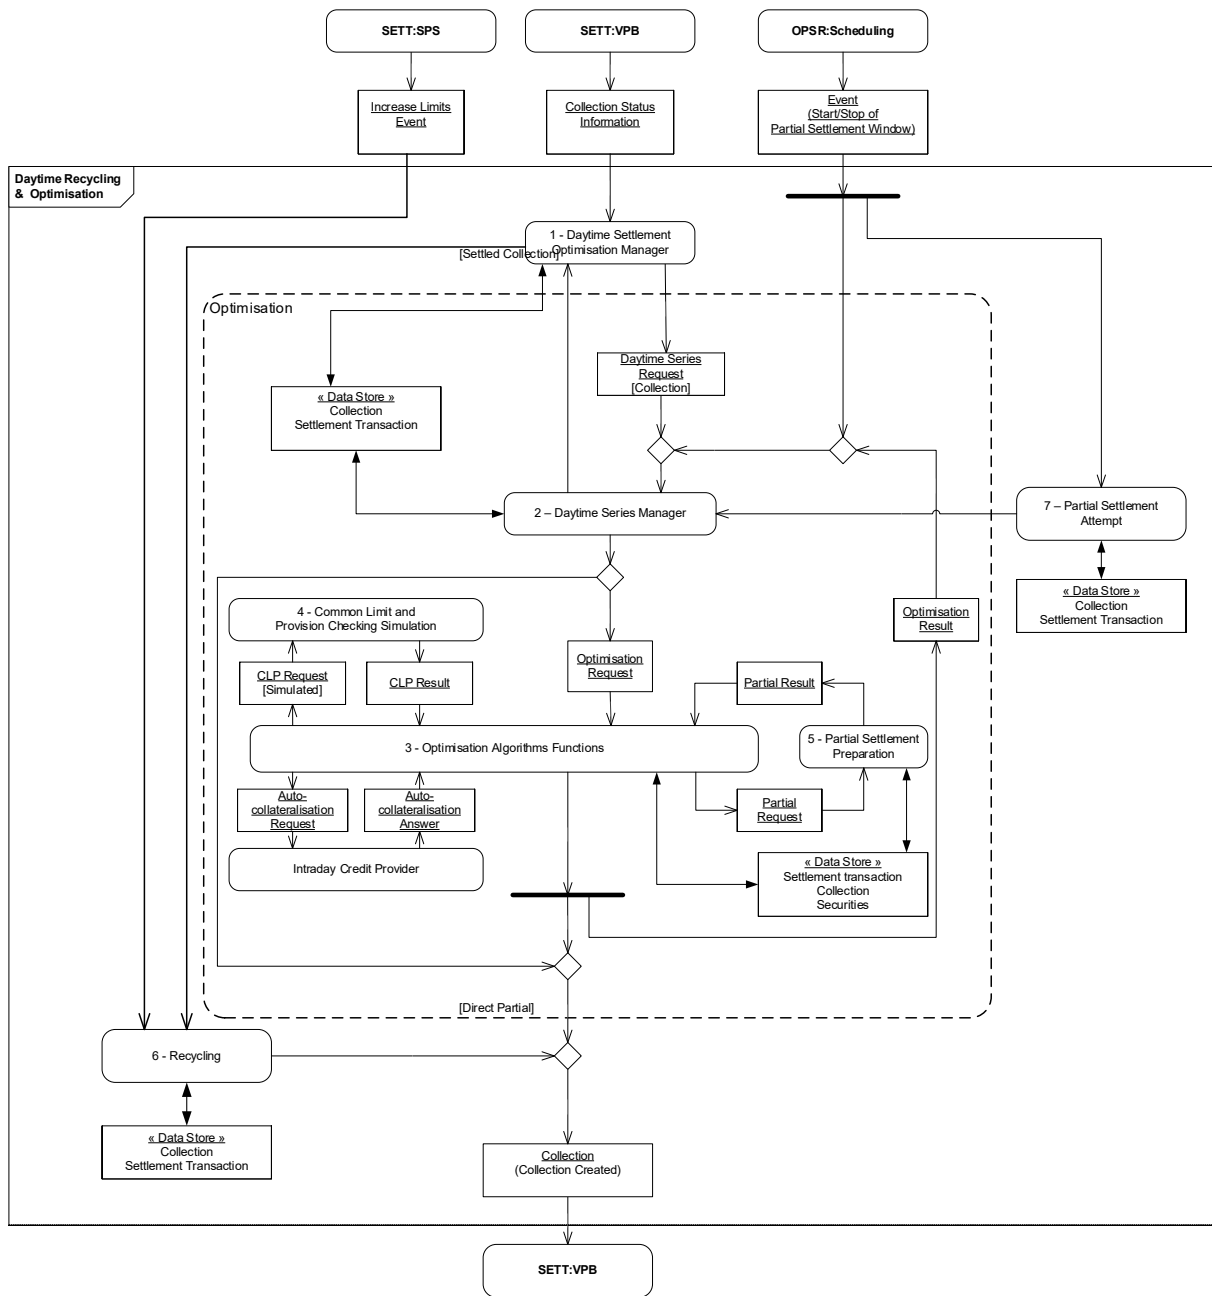 SETT:SPS
SETT:VPB
OPSR:Scheduling
Increase Limits
Event
Collection Status
Information
Event
(Start/Stop of
Partial Settlement Window)
Daytime Recycling
& Optimisation
1 - Daytime Settlement
Optimisation Manager
[Settled Collection]
Optimisation
Daytime Series
Request
[Collection]
« Data Store »
Collection
Settlement Transaction
2 – Daytime Series Manager
7 – Partial Settlement
Attempt
« Data Store »
Collection
Settlement Transaction
4 - Common Limit and
Provision Checking Simulation
Optimisation
Result
Optimisation
Request
CLP Request
[Simulated]
CLP Result
Partial Result
3 - Optimisation Algorithms Functions
5 - Partial Settlement
Preparation
Auto-
collateralisation
Request
Auto-
collateralisation
Answer
Partial
Request
Intraday Credit Provider
« Data Store »
Settlement transaction
Collection
Securities
[Direct Partial]
6 - Recycling
« Data Store »
Collection
Settlement Transaction
Collection
(Collection Created)
SETT:VPB